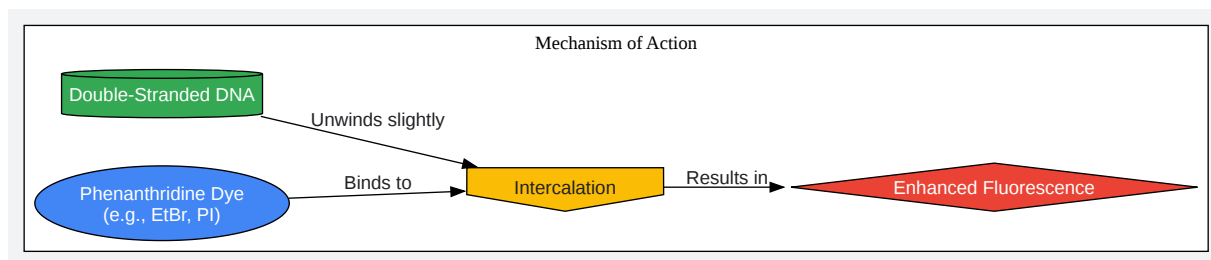 Mechanism of Action
Double-Stranded DNA
Unwinds slightly
Phenanthridine Dye
(e.g., EtBr, PI)
Binds to
Intercalation
Results in
Enhanced Fluorescence